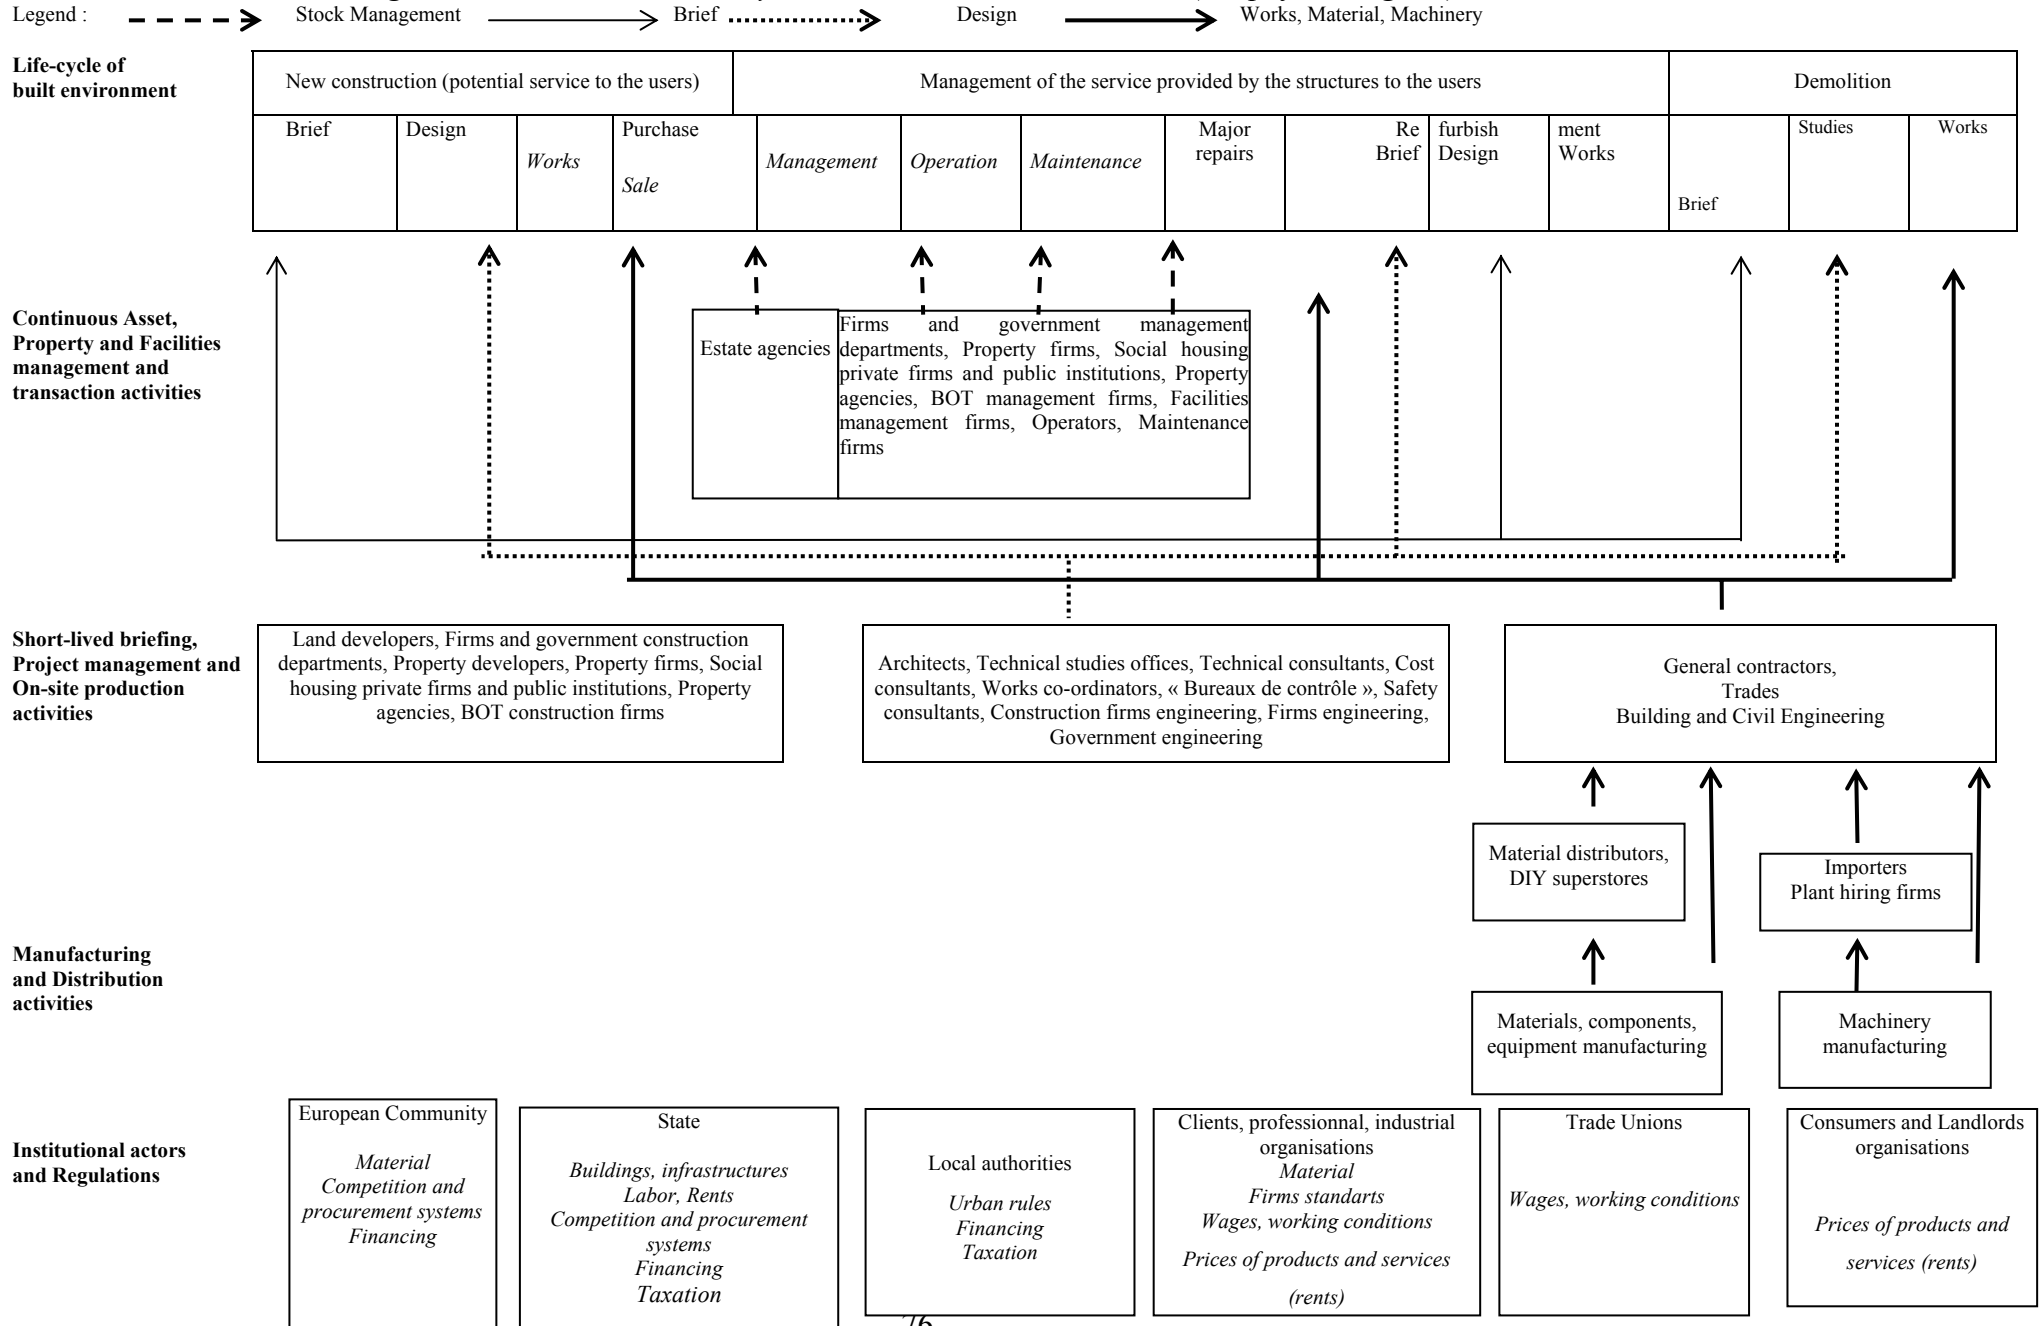 Legend :
Stock Management
Brief
Design
Works, Material, Machinery
Life-cycle of
built environment
New construction (potential service to the users)
Management of the service provided by the structures to the users
Demolition
Brief
Design
Works
Purchase
Sale
Management
Operation
Maintenance
Major
repairs
Re
Brief
furbish
Design
ment
Works
Brief
Studies
Works
Continuous Asset,
Property and Facilities
management and
transaction activities
Estate agencies
Firms and government management
departments, Property firms, Social housing
private firms and public institutions, Property
agencies, BOT management firms, Facilities
management firms, Operators, Maintenance
firms
Short-lived briefing,
Project management and
On-site production
activities
Land developers, Firms and government construction
departments, Property developers, Property firms, Social
housing private firms and public institutions, Property
agencies, BOT construction firms
Architects, Technical studies offices, Technical consultants, Cost
consultants, Works co-ordinators, « Bureaux de contrôle », Safety
consultants, Construction firms engineering, Firms engineering,
Government engineering
General contractors,
Trades
Building and Civil Engineering
Material distributors,
DIY superstores
Importers
Plant hiring firms
Manufacturing
and Distribution
activities
Materials, components,
equipment manufacturing
Machinery
manufacturing
Institutional actors
and Regulations
European Community
Material
Competition and
procurement systems
Financing
State
Buildings, infrastructures
Labor, Rents
Competition and procurement
systems
Financing
Taxation
Local authorities
Urban rules
Financing
Taxation
Clients, professionnal, industrial
organisations
Material
Firms standarts
Wages, working conditions
Prices of products and services
(rents)
Trade Unions
Wages, working conditions
Consumers and Landlords
organisations
Prices of products and
services (rents)
76